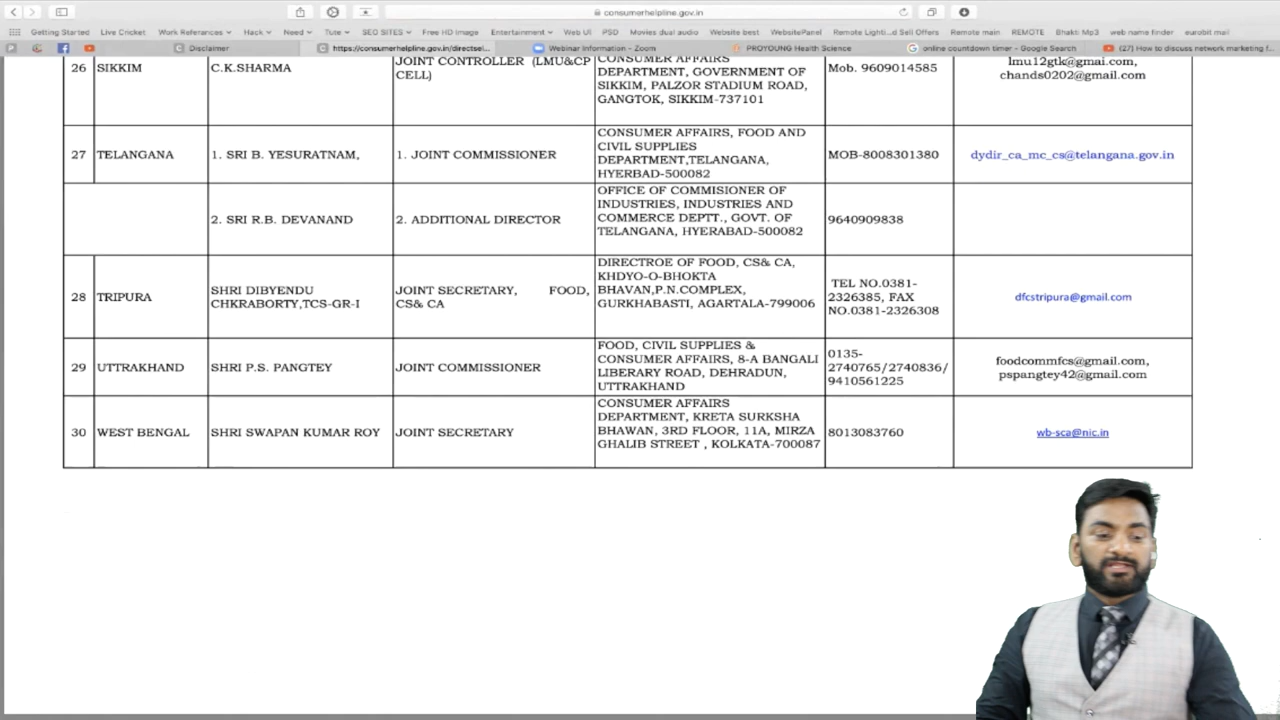 consumerhelpline.gov.in
Getting Started Live Cricket Work Referances Hack Need Tute SEO SITES Free HD Image Entertainment Web UI PSD Movies dual audio Website best WebsitePanel Remote Lighti...d Sell Offers Remote main REMOTE Bhakti Mp3 web name finder eurobit mail
Disclaimer https://consumerhelpline.gov.in/directsel... Webinar Information - Zoom PROYOUNG Health Science online countdown timer - Google Search (27) How to discuss network marketing f...
26 SIKKIM C.K.SHARMA
JOINT CONTROLLER (LMU&CP
CELL)
CONSUMER AFFAIRS
DEPARTMENT, GOVERNMENT OF
SIKKIM, PALZOR STADIUM ROAD,
GANGTOK, SIKKIM-737101
Mob. 9609014585
lmu12gtk@gmai.com,
chands0202@gmail.com
27 TELANGANA 1. SRI B. YESURATNAM, 1. JOINT COMMISSIONER
CONSUMER AFFAIRS, FOOD AND
CIVIL SUPPLIES
DEPARTMENT,TELANGANA,
HYERBAD-500082
MOB-8008301380 dydir_ca_mc_cs@telangana.gov.in
2. SRI R.B. DEVANAND 2. ADDITIONAL DIRECTOR
OFFICE OF COMMISIONER OF
INDUSTRIES, INDUSTRIES AND
COMMERCE DEPTT., GOVT. OF
TELANGANA, HYERABAD-500082
9640909838
28 TRIPURA
SHRI DIBYENDU
CHKRABORTY,TCS-GR-I
JOINT SECRETARY, FOOD,
CS& CA
DIRECTROE OF FOOD, CS& CA,
KHDYO-O-BHOKTA
BHAVAN,P.N.COMPLEX,
GURKHABASTI, AGARTALA-799006
TEL NO.0381-
2326385, FAX
NO.0381-2326308
dfcstripura@gmail.com
29 UTTRAKHAND SHRI P.S. PANGTEY JOINT COMMISSIONER
FOOD, CIVIL SUPPLIES &
CONSUMER AFFAIRS, 8-A BANGALI
LIBERARY ROAD, DEHRADUN,
UTTRAKHAND
0135-
2740765/2740836/
9410561225
foodcommfcs@gmail.com,
pspangtey42@gmail.com
30 WEST BENGAL SHRI SWAPAN KUMAR ROY JOINT SECRETARY
CONSUMER AFFAIRS
DEPARTMENT, KRETA SURKSHA
BHAWAN, 3RD FLOOR, 11A, MIRZA
GHALIB STREET , KOLKATA-700087
8013083760 wb-sca@nic.in